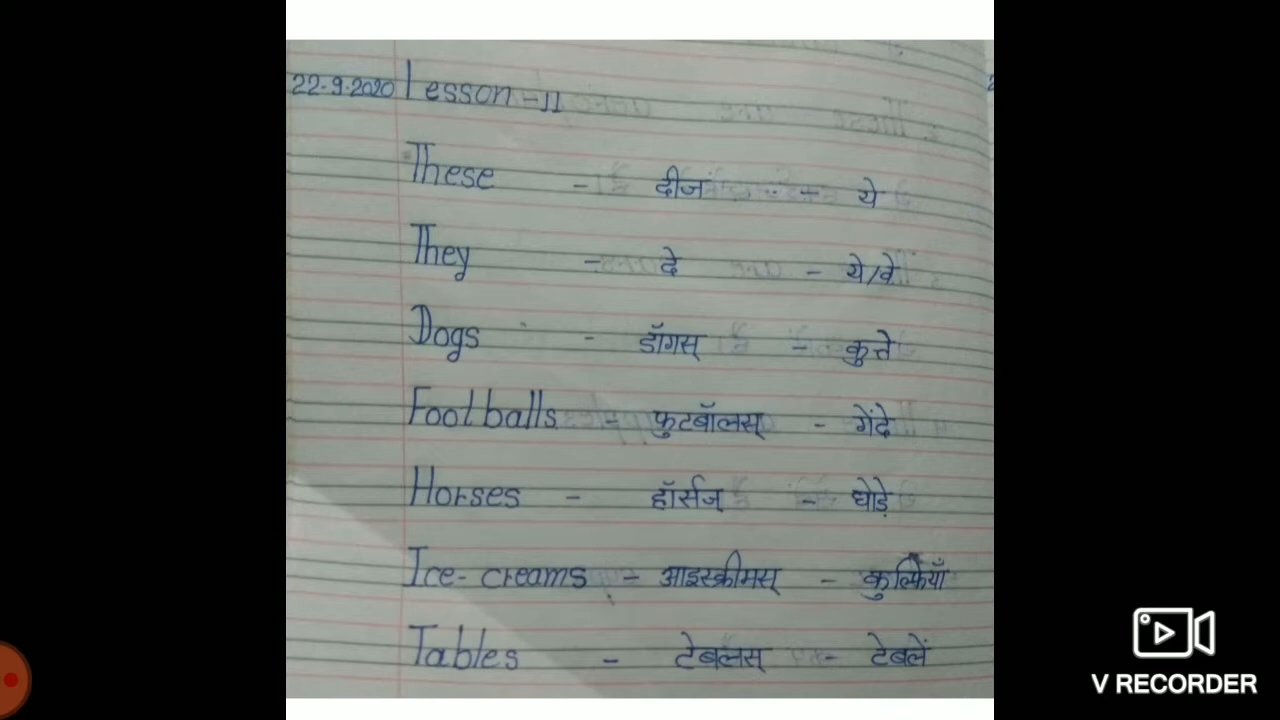 22.9.2020 Lesson - 11
These - दीज - ये
They - दे - ये/वे
Dogs - डॉगस् - कुत्ते
Footballs - फुटबॉलस् - गेंदे
Horses - हॉर्सज् - घोड़े
Ice-creams - आइस्क्रीमस् - कुल्फियाँ
Tables - टेबलस् - टेबलें
V RECORDER